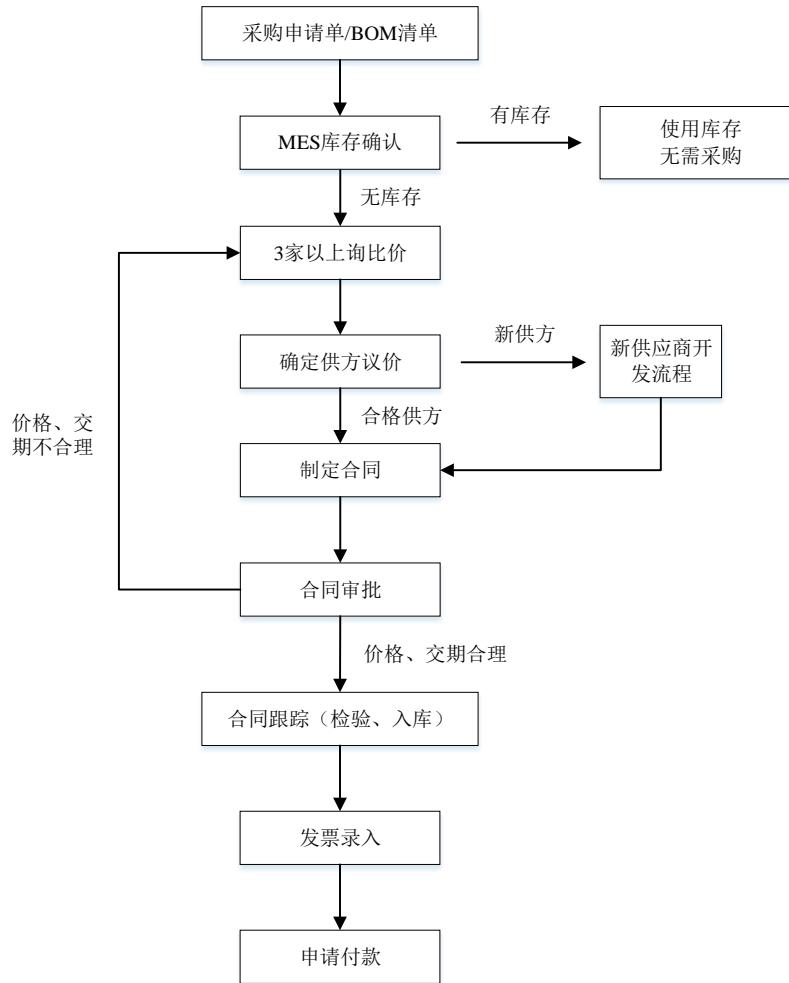 采购申请单/BOM清单
MES库存确认
有库存
使用库存
无需采购
无库存
3家以上询比价
确定供方议价
新供方
新供应商开
发流程
合格供方
价格、交
期不合理
制定合同
合同审批
价格、交期合理
合同跟踪（检验、入库）
发票录入
申请付款